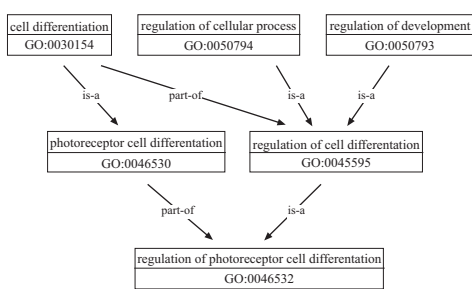 cell differentiation
GO:0030154
regulation of cellular process
GO:0050794
regulation of development
GO:0050793
is-a
part-of
is-a
is-a
photoreceptor cell differentation
GO:0046530
regulation of cell differentation
GO:0045595
part-of
is-a
regulation of photoreceptor cell differentation
GO:0046532